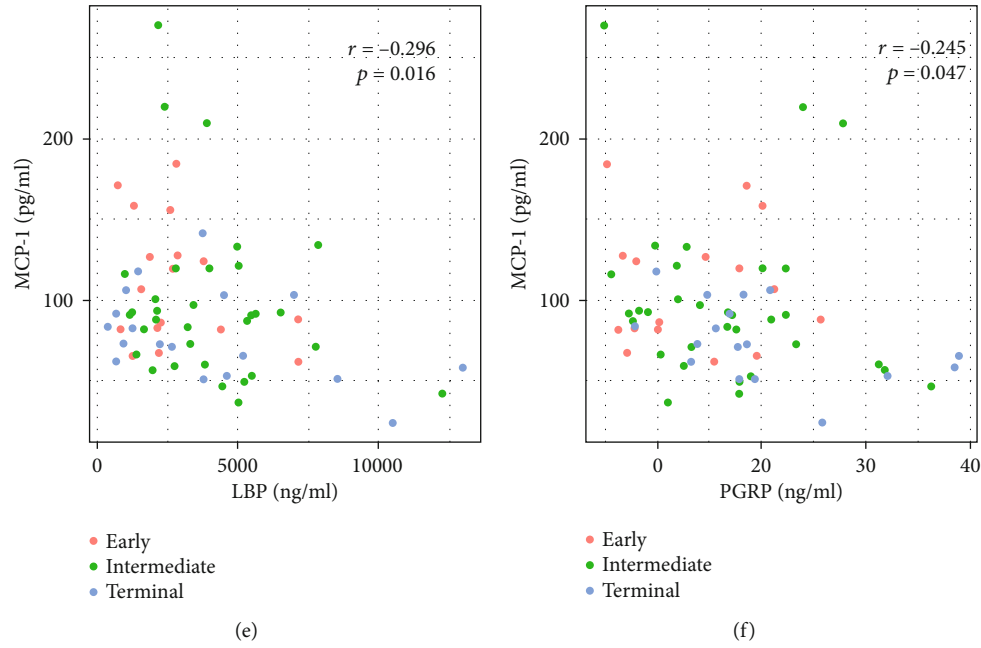 r = –0.296
p = 0.016
MCP-1 (pg/ml)
200
100
0
5000
10000
LBP (ng/ml)
Early
Intermediate
Terminal
(e)
r = –0.245
p = 0.047
MCP-1 (pg/ml)
200
100
0
20
30
40
PGRP (ng/ml)
Early
Intermediate
Terminal
(f)